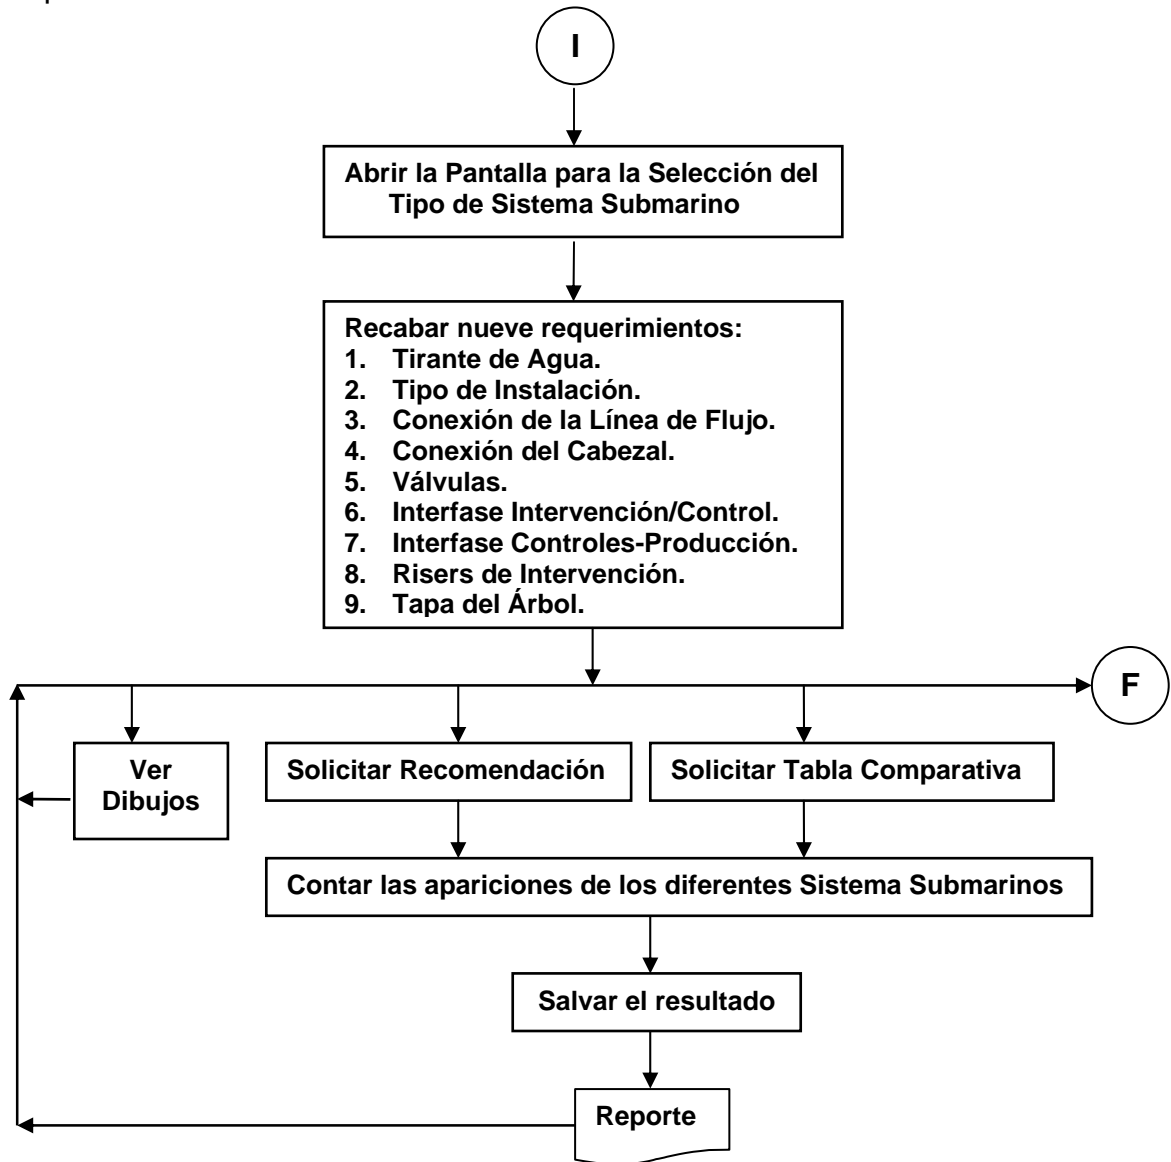 I
Abrir la Pantalla para la Selección del
Tipo de Sistema Submarino
Recabar nueve requerimientos:
1. Tirante de Agua.
2. Tipo de Instalación.
3. Conexión de la Línea de Flujo.
4. Conexión del Cabezal.
5. Válvulas.
6. Interfase Intervención/Control.
7. Interfase Controles-Producción.
8. Risers de Intervención.
9. Tapa del Árbol.
F
Ver
Dibujos
Solicitar Recomendación
Solicitar Tabla Comparativa
Contar las apariciones de los diferentes Sistema Submarinos
Salvar el resultado
Reporte